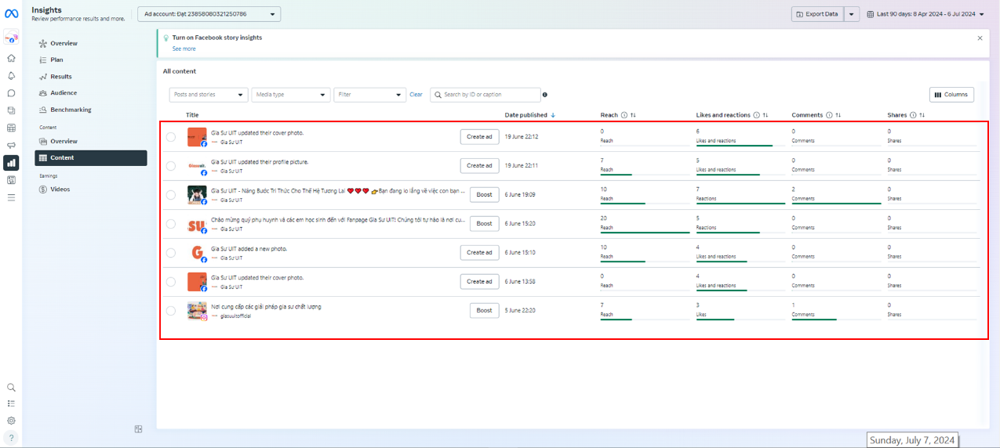 Insights
Review performance results and more.
Ad account: Đạt 23858080321250786
Export Data
Last 90 days: 8 Apr 2024 - 6 Jul 2024
Overview
Plan
Results
Audience
Benchmarking
Content
Overview
Content
Earnings
Videos
Turn on Facebook story insights
See more
All content
Posts and stories
Media type
Filter
Clear
Search by ID or caption
Columns
Title Date published Reach Likes and reactions Comments Shares
Gia Sư UIT updated their cover photo. Create ad 19 June 22:12 0 6 0 0
Gia Sư UIT Reach Likes and reactions Comments Shares
Gia Sư UIT updated their profile picture. Create ad 19 June 22:11 7 5 0 0
Gia Sư UIT Reach Likes and reactions Comments Shares
Gia Sư UIT - Nâng Bước Tri Thức Cho Thế Hệ Tương Lai ❤️❤️❤️ 👉Bạn đang lo lắng về việc con bạn ... Boost 6 June 19:09 10 7 2 0
Gia Sư UIT Reach Reactions Comments Shares
Chào mừng quý phụ huynh và các em học sinh đến với Fanpage Gia Sư UIT! Chúng tôi tự hào là nơi cu... Boost 6 June 15:20 20 5 0 0
Gia Sư UIT Reach Reactions Comments Shares
Gia Sư UIT added a new photo. Create ad 6 June 15:10 10 4 0 0
Gia Sư UIT Reach Likes and reactions Comments Shares
Gia Sư UIT updated their cover photo. Create ad 6 June 13:58 0 4 0 0
Gia Sư UIT Reach Likes and reactions Comments Shares
Nơi cung cấp các giải pháp gia sư chất lượng Boost 5 June 22:20 7 3 1 0
giasuuitofficial Reach Likes Comments Shares
Sunday, July 7, 2024